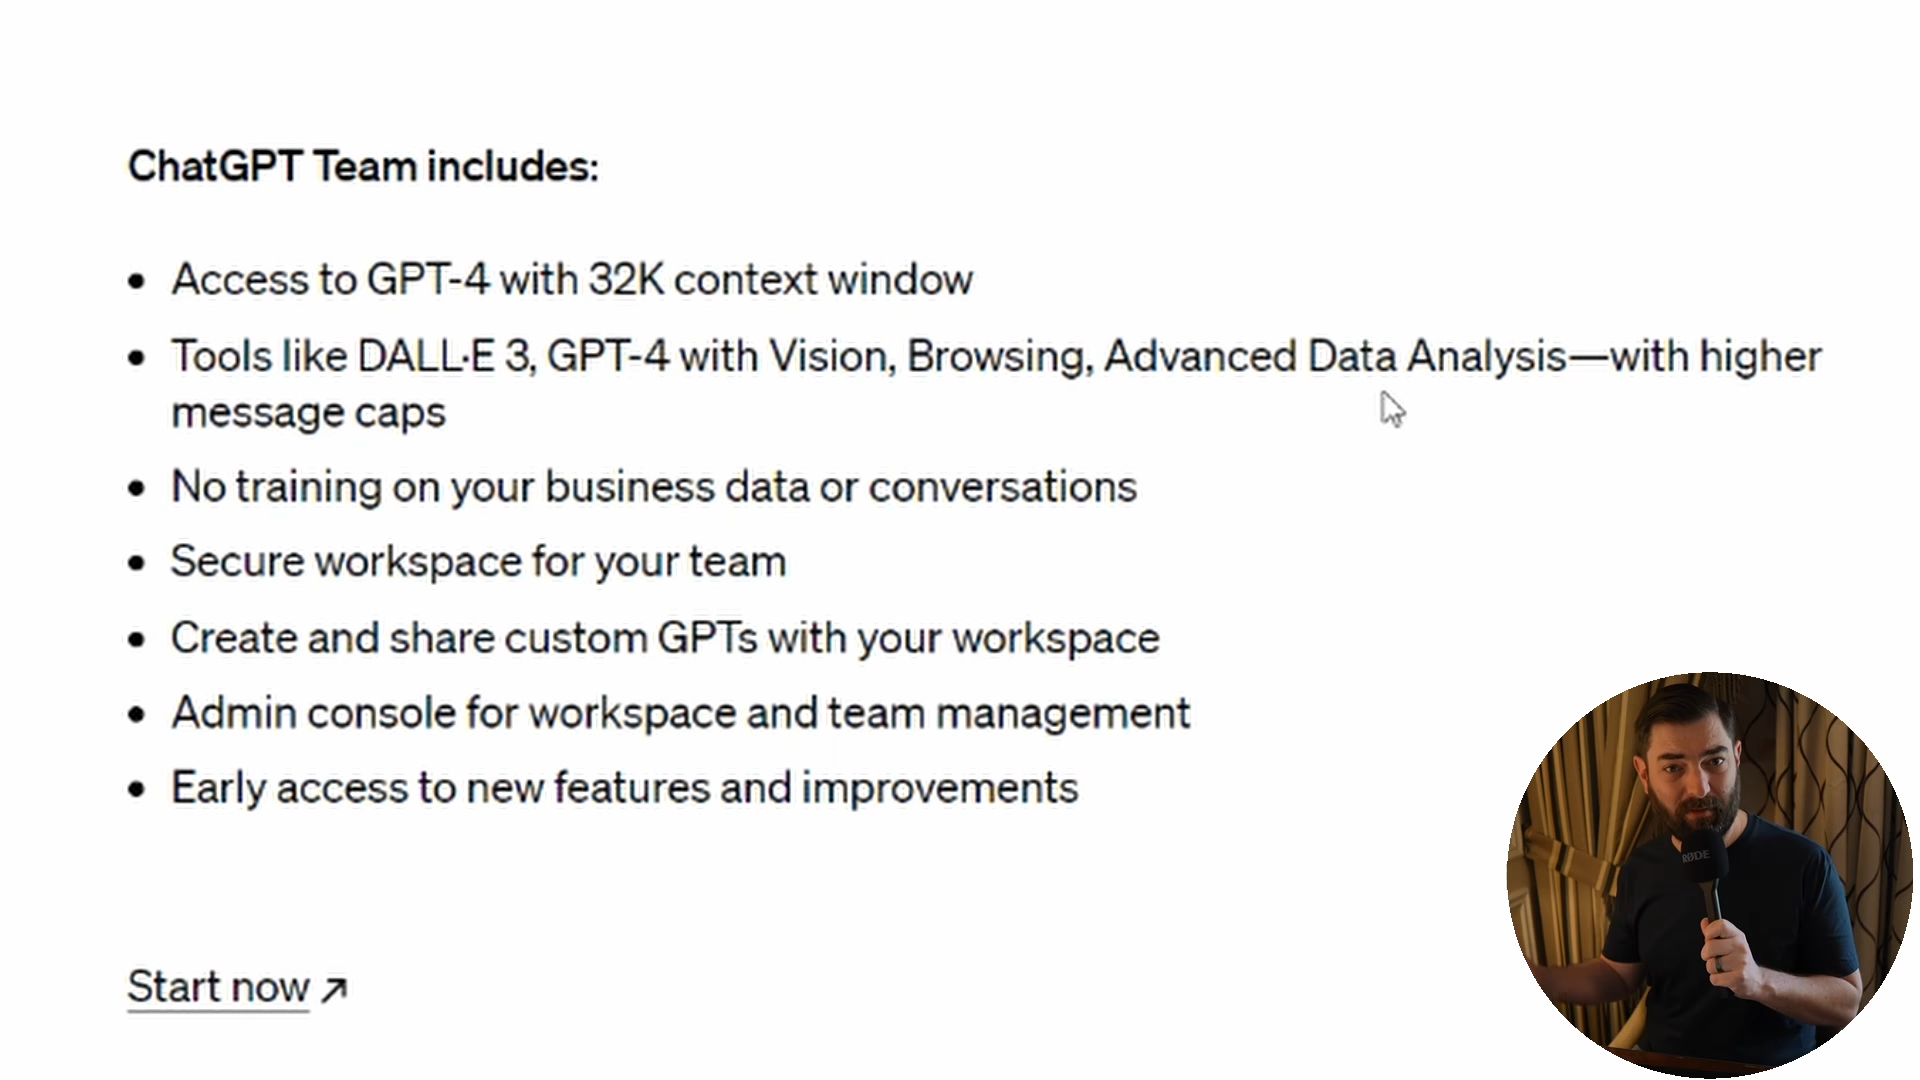 ChatGPT Team includes:
• Access to GPT-4 with 32K context window
• Tools like DALL·E 3, GPT-4 with Vision, Browsing, Advanced Data Analysis—with higher
message caps
• No training on your business data or conversations
• Secure workspace for your team
• Create and share custom GPTs with your workspace
• Admin console for workspace and team management
• Early access to new features and improvements
RØDE
Start now ↗